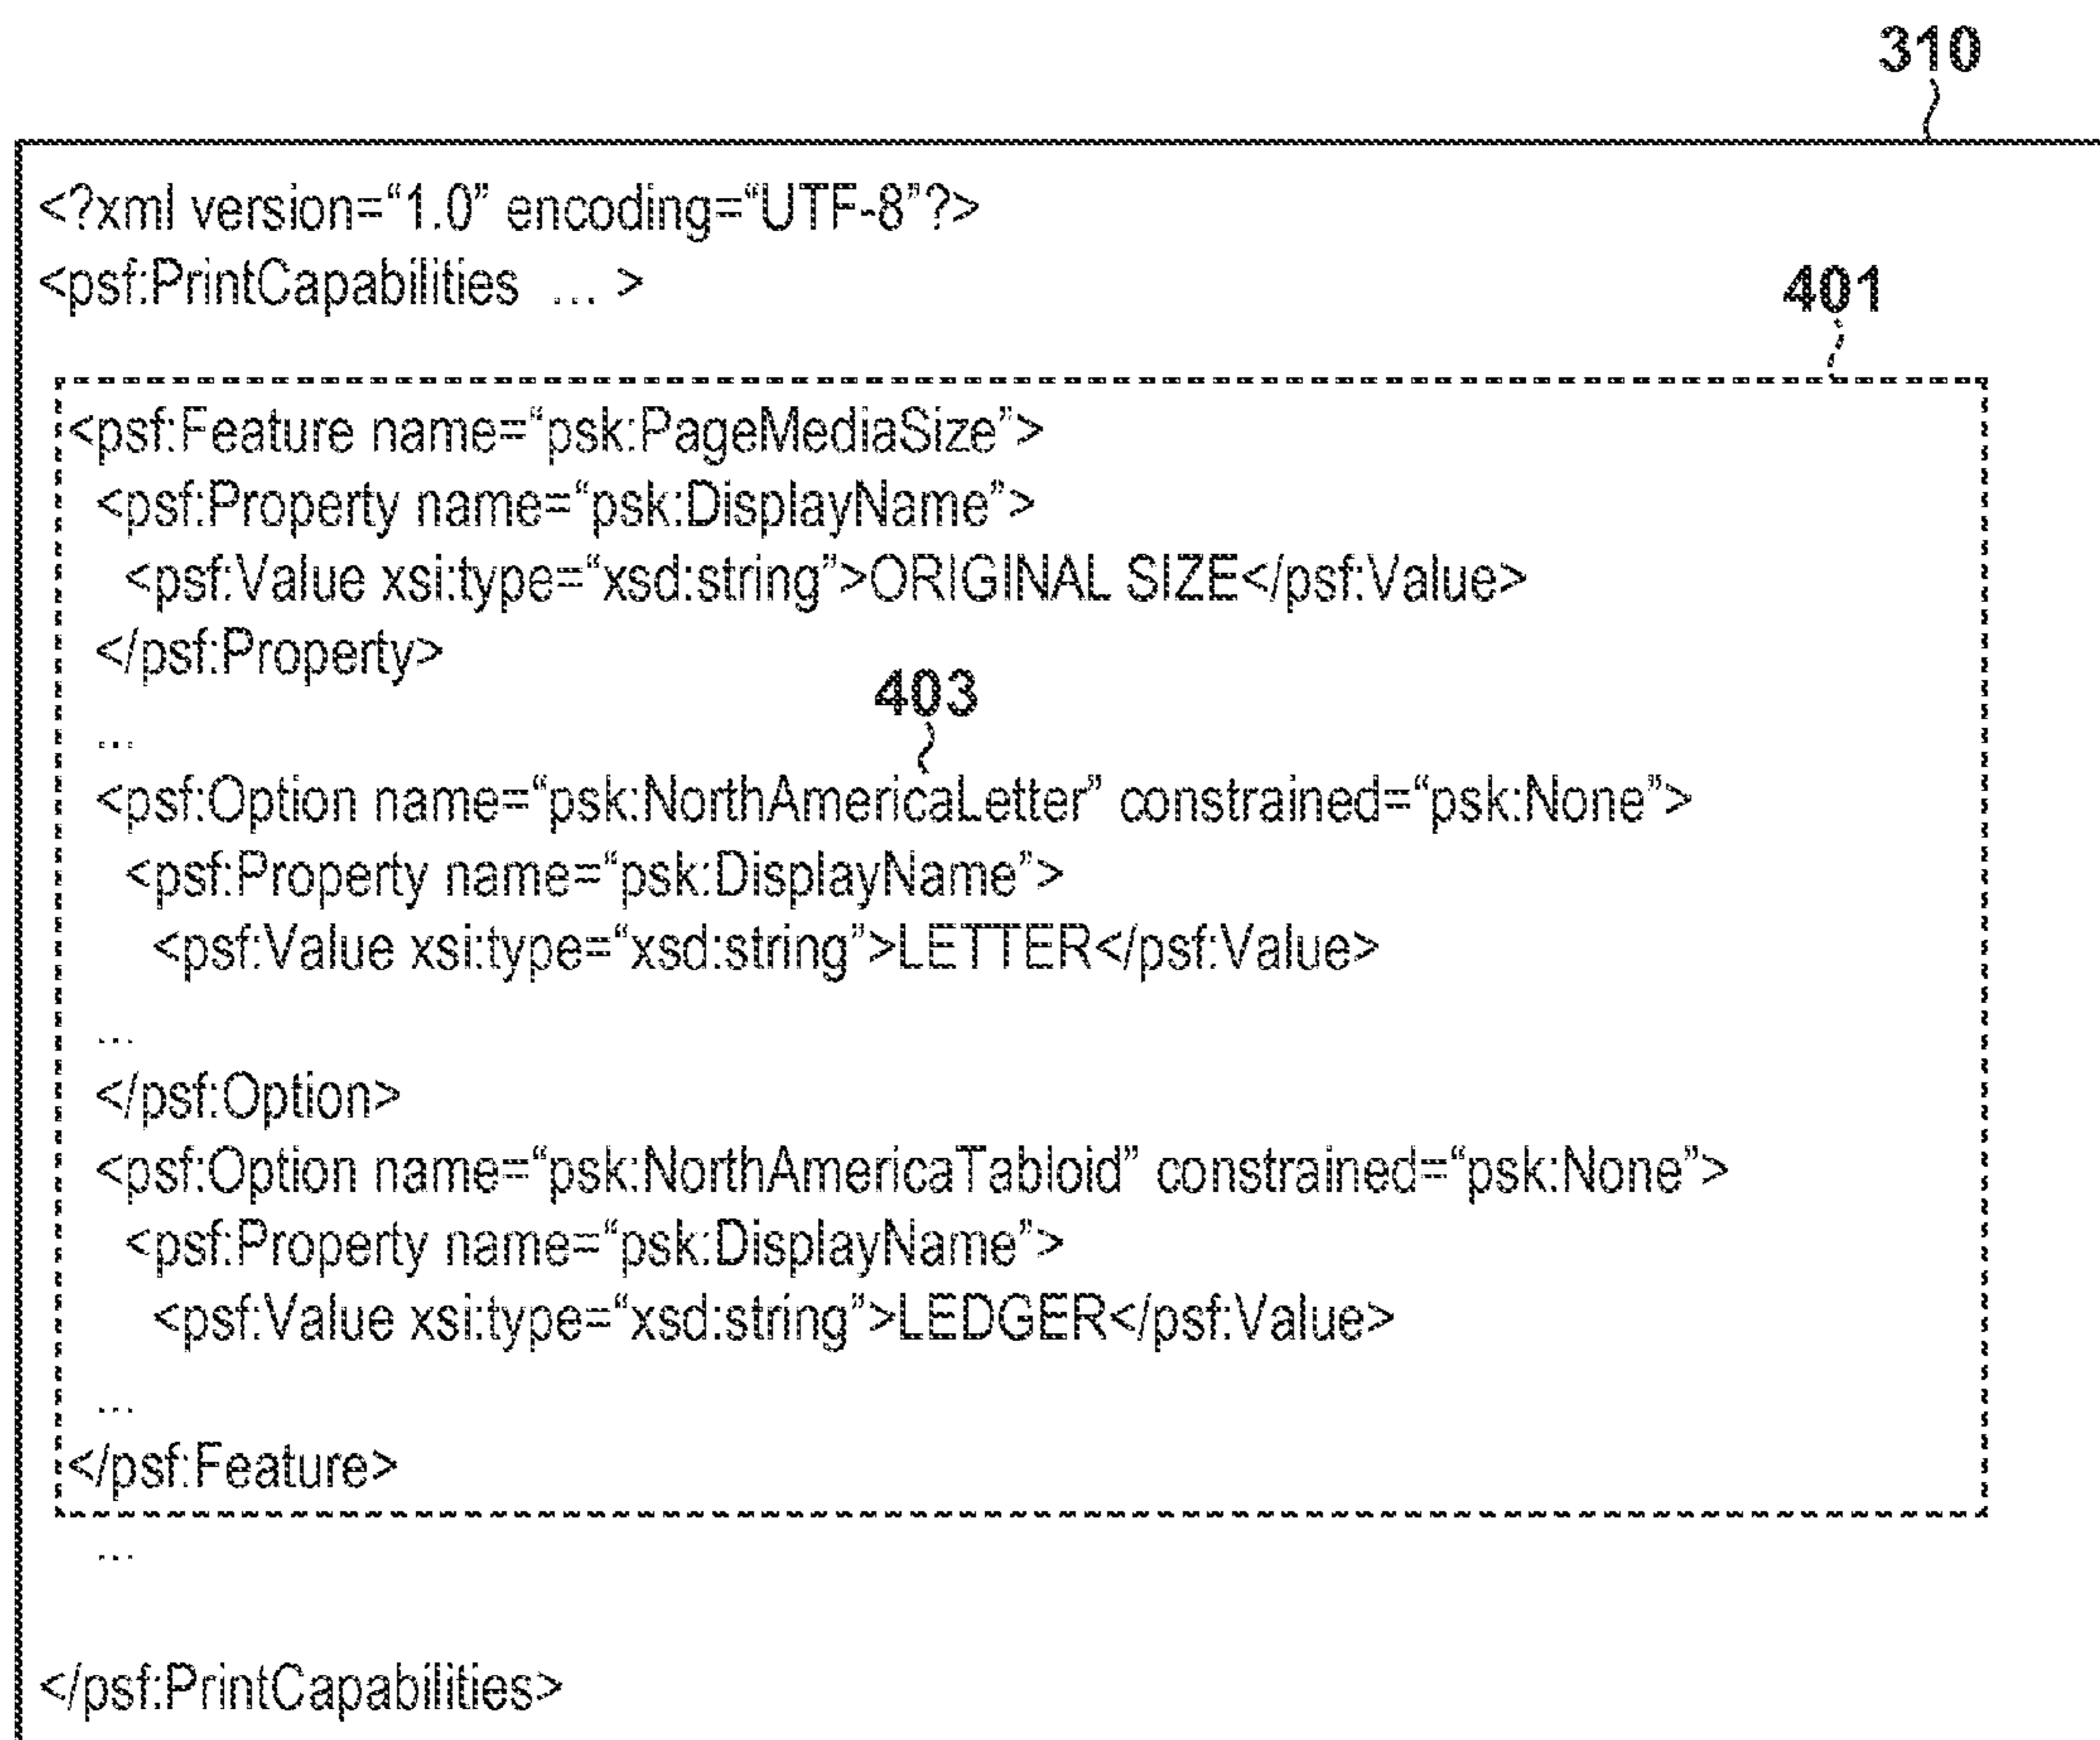 310
<?xml version=“1.0” encoding=“UTF-8”?>
<psf:PrintCapabilities ... >
401
<psf:Feature name=“psk:PageMediaSize”>
<psf:Property name=“psk:DisplayName”>
<psf:Value xsi:type=“xsd:string”>ORIGINAL SIZE</psf:Value>
</psf:Property>
403
...
<psf:Option name=“psk:NorthAmericaLetter” constrained=“psk:None”>
<psf:Property name=“psk:DisplayName”>
<psf:Value xsi:type=“xsd:string”>LETTER</psf:Value>
...
</psf:Option>
<psf:Option name=“psk:NorthAmericaTabloid” constrained=“psk:None”>
<psf:Property name=“psk:DisplayName”>
<psf:Value xsi:type=“xsd:string”>LEDGER</psf:Value>
...
</psf:Feature>
...
</psf:PrintCapabilities>